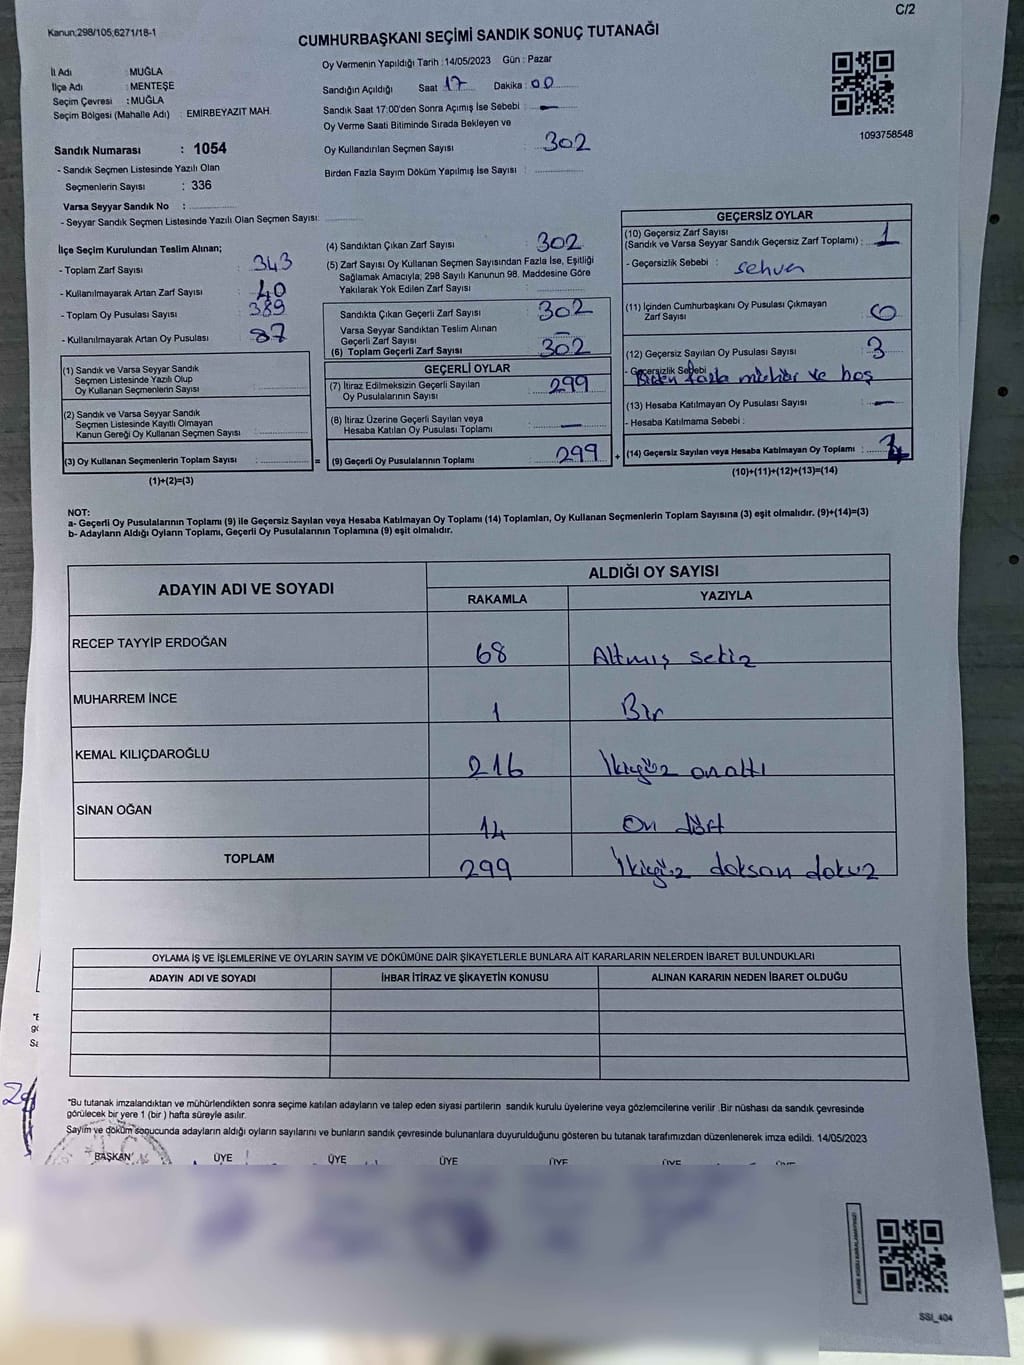 C/2
Kanun;298/105;6271/18-1
CUMHURBAŞKANI SEÇİMİ SANDIK SONUÇ TUTANAĞI
İl Adı : MUĞLA
İlçe Adı : MENTEŞE
Seçim Çevresi : MUĞLA
Seçim Bölgesi (Mahalle Adı) : EMİRBEYAZIT MAH.
Oy Vermenin Yapıldığı Tarih : 14/05/2023 Gün : Pazar
Sandığın Açıldığı Saat 17 Dakika : 00
Sandık Saat 17:00'den Sonra Açımış İse Sebebi : —
Oy Verme Saati Bitiminde Sırada Bekleyen ve
Oy Kullandırılan Seçmen Sayısı : 302
Birden Fazla Sayım Döküm Yapılmış İse Sayısı :
1093758548
Sandık Numarası : 1054
- Sandık Seçmen Listesinde Yazılı Olan
Seçmenlerin Sayısı : 336
Varsa Seyyar Sandık No :
- Seyyar Sandık Seçmen Listesinde Yazılı Olan Seçmen Sayısı:
İlçe Seçim Kurulundan Teslim Alınan;
- Toplam Zarf Sayısı : 343
- Kullanılmayarak Artan Zarf Sayısı : 40
- Toplam Oy Pusulası Sayısı : 389
- Kullanılmayarak Artan Oy Pusulası : 87
(1) Sandık ve Varsa Seyyar Sandık
Seçmen Listesinde Yazılı Olup
Oy Kullanan Seçmenlerin Sayısı :
(2) Sandık ve Varsa Seyyar Sandık
Seçmen Listesinde Kayıtlı Olmayan
Kanun Gereği Oy Kullanan Seçmen Sayısı :
(3) Oy Kullanan Seçmenlerin Toplam Sayısı : =
(1)+(2)=(3)
(4) Sandıktan Çıkan Zarf Sayısı : 302
(5) Zarf Sayısı Oy Kullanan Seçmen Sayısından Fazla İse, Eşitliği
Sağlamak Amacıyla; 298 Sayılı Kanunun 98. Maddesine Göre
Yakılarak Yok Edilen Zarf Sayısı :
Sandıkta Çıkan Geçerli Zarf Sayısı : 302
Varsa Seyyar Sandıktan Teslim Alınan
Geçerli Zarf Sayısı : —
(6) Toplam Geçerli Zarf Sayısı : 302
GEÇERLİ OYLAR
(7) İtiraz Edilmeksizin Geçerli Sayılan
Oy Pusulalarının Sayısı : 299
(8) İtiraz Üzerine Geçerli Sayılan veya
Hesaba Katılan Oy Pusulası Toplamı : —
(9) Geçerli Oy Pusulalarının Toplamı : 299 +
GEÇERSİZ OYLAR
(10) Geçersiz Zarf Sayısı
(Sandık ve Varsa Seyyar Sandık Geçersiz Zarf Toplamı) : 1
- Geçersizlik Sebebi : sehven
(11) İçinden Cumhurbaşkanı Oy Pusulası Çıkmayan
Zarf Sayısı : 0
(12) Geçersiz Sayılan Oy Pusulası Sayısı : 3
- Geçersizlik Sebebi
Birden fazla mühür ve boş
(13) Hesaba Katılmayan Oy Pusulası Sayısı : —
- Hesaba Katılmama Sebebi :
(14) Geçersiz Sayılan veya Hesaba Katılmayan Oy Toplamı :
(10)+(11)+(12)+(13)=(14)
NOT:
a- Geçerli Oy Pusulalarının Toplamı (9) ile Geçersiz Sayılan veya Hesaba Katılmayan Oy Toplamı (14) Toplamları, Oy Kullanan Seçmenlerin Toplam Sayısına (3) eşit olmalıdır. (9)+(14)=(3)
b- Adayların Aldığı Oyların Toplamı, Geçerli Oy Pusulalarının Toplamına (9) eşit olmalıdır.
ADAYIN ADI VE SOYADI ALDIĞI OY SAYISI
RAKAMLA YAZIYLA
RECEP TAYYİP ERDOĞAN 68 Altmış sekiz
MUHARREM İNCE 1 Bir
KEMAL KILIÇDAROĞLU 216 İkiyüz onaltı
SİNAN OĞAN 14 On dört
TOPLAM 299 İkiyüz doksan dokuz
OYLAMA İŞ VE İŞLEMLERİNE VE OYLARIN SAYIM VE DÖKÜMÜNE DAİR ŞİKAYETLERLE BUNLARA AİT KARARLARIN NELERDEN İBARET BULUNDUKLARI
ADAYIN ADI VE SOYADI İHBAR İTİRAZ VE ŞİKAYETİN KONUSU ALINAN KARARIN NEDEN İBARET OLDUĞU
*Bu tutanak imzalandıktan ve mühürlendikten sonra seçime katılan adayların ve talep eden siyasi partilerin sandık kurulu üyelerine veya gözlemcilerine verilir .Bir nüshası da sandık çevresinde
görülecek bir yere 1 (bir ) hafta süreyle asılır.
Sayım ve döküm sonucunda adayların aldığı oyların sayılarını ve bunların sandık çevresinde bulunanlara duyurulduğunu gösteren bu tutanak tarafımızdan düzenlenerek imza edildi. 14/05/2023
BAŞKAN ÜYE ÜYE ÜYE ÜYE ÜYE ÜYE
SSI_404